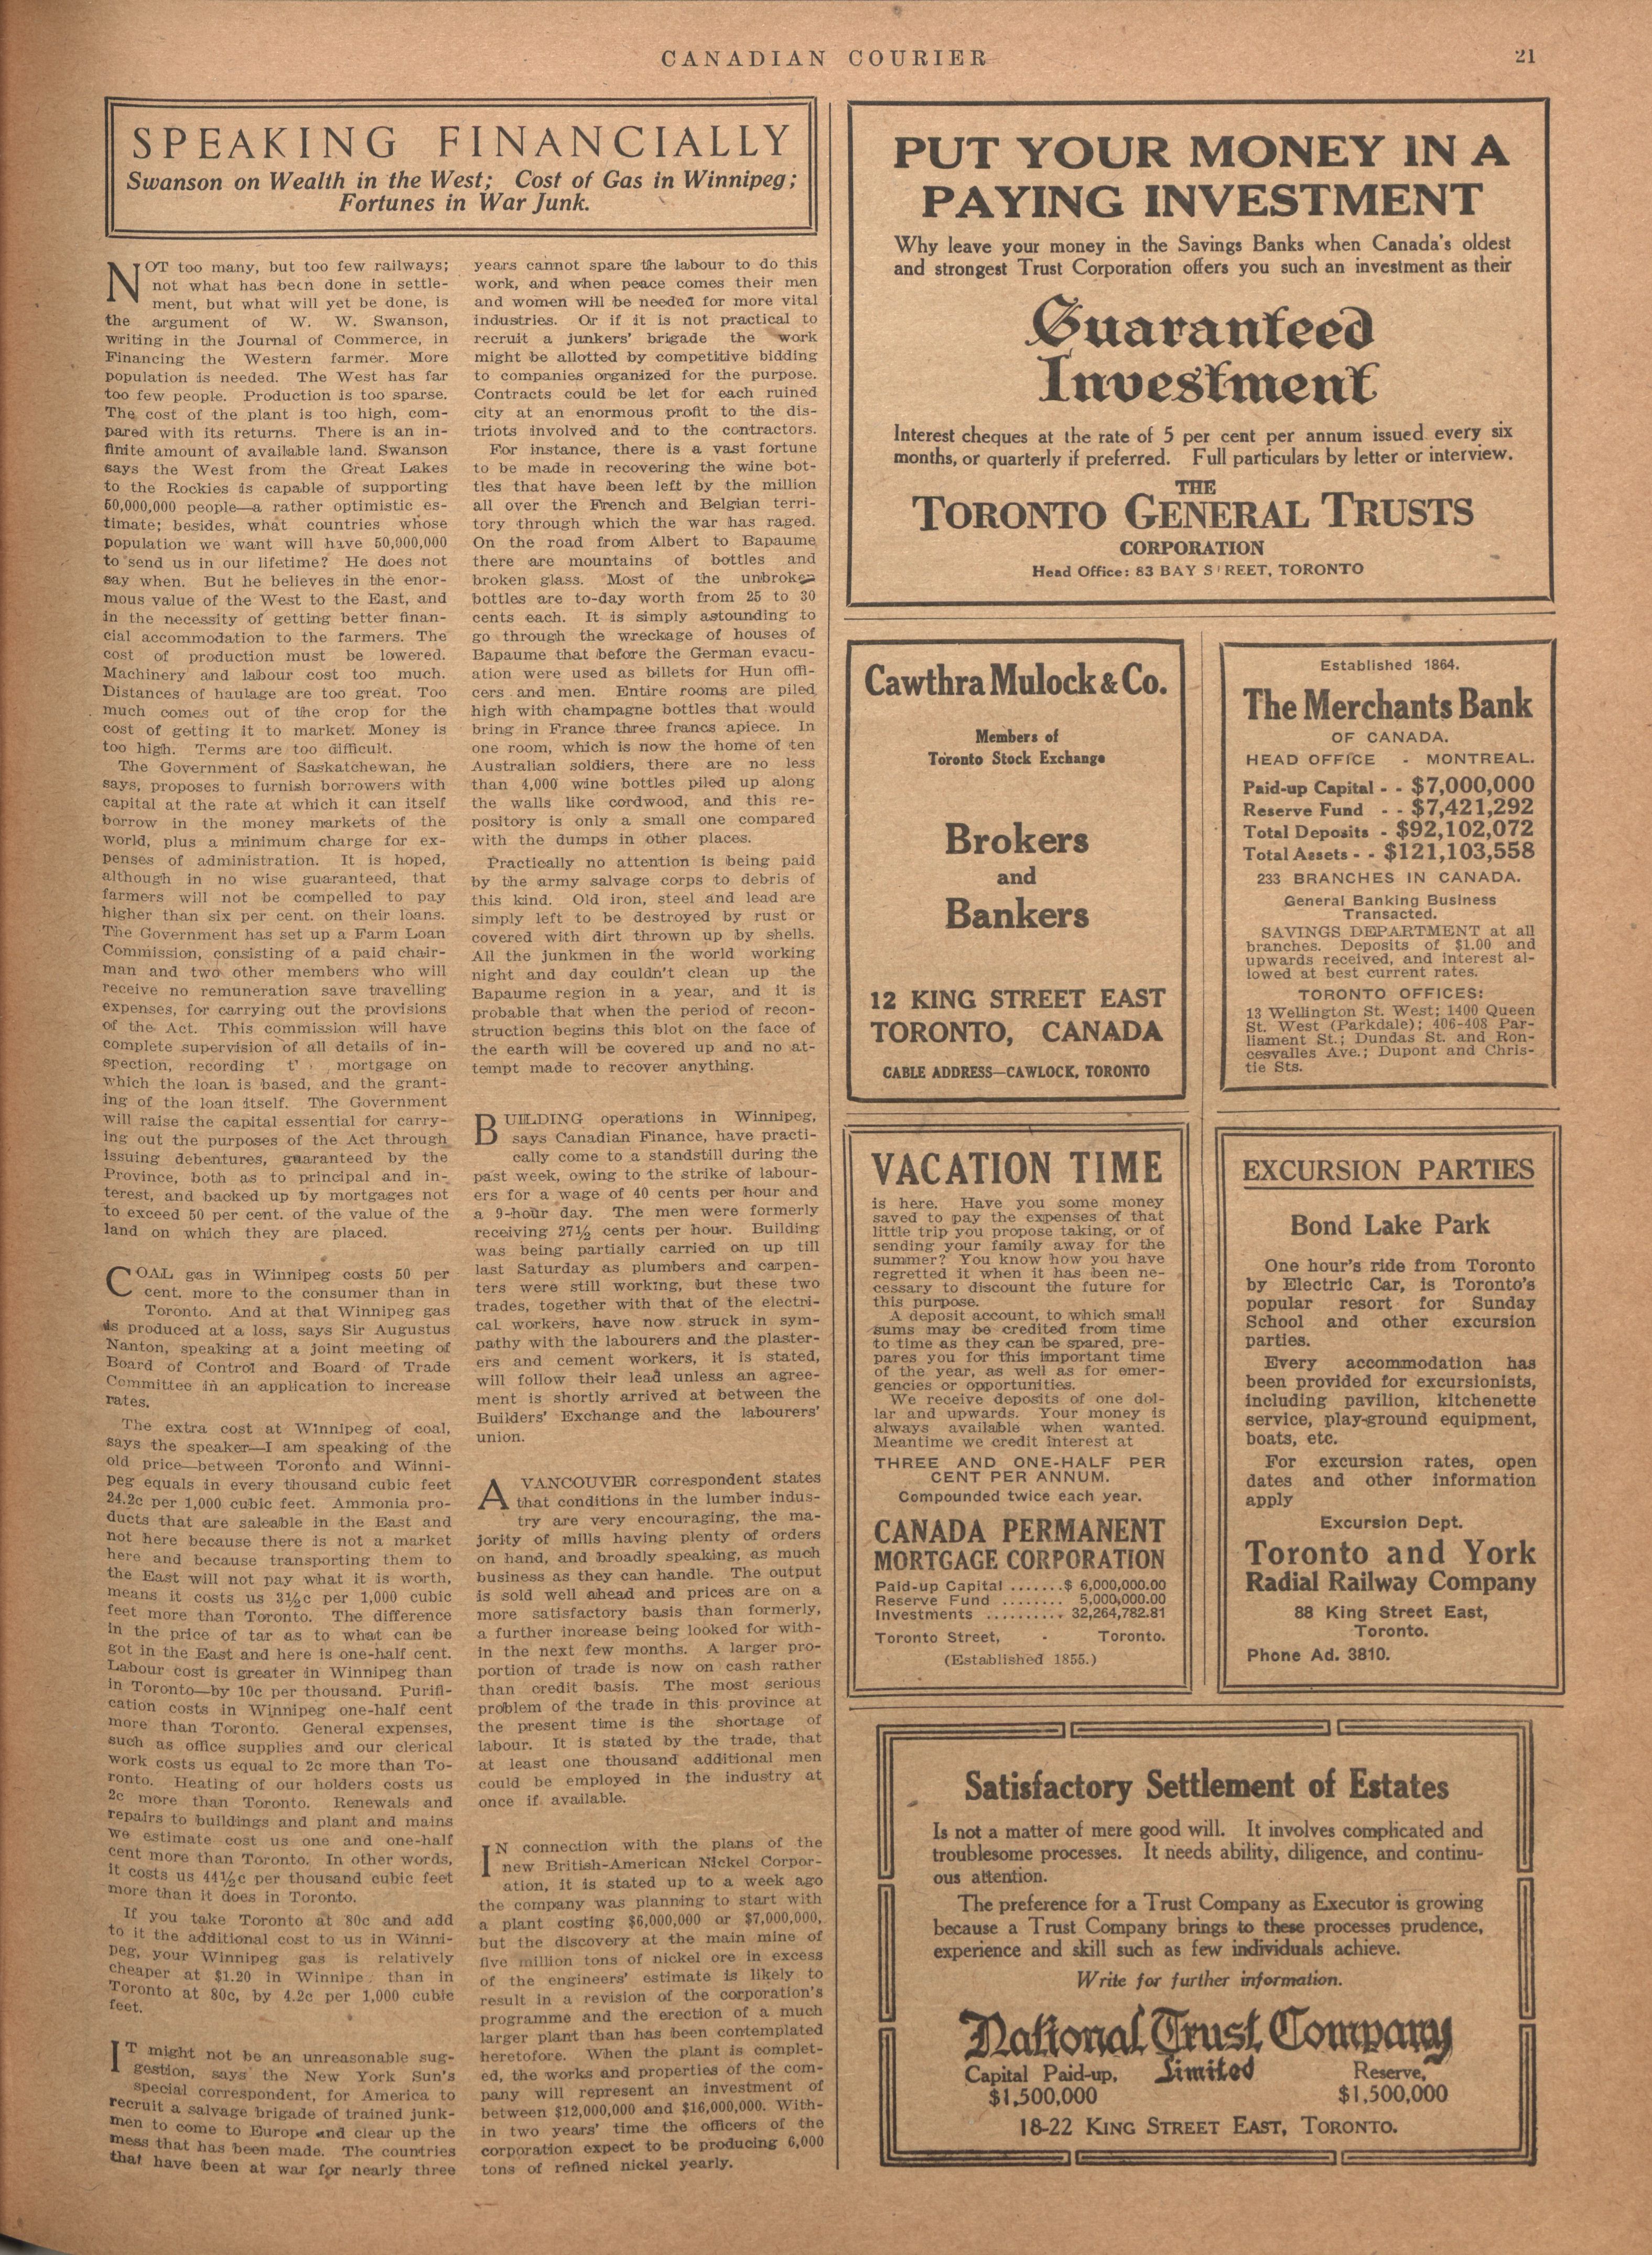 CANADIAN COURIER
21
SPEAKING FINANCIALLY
Swanson on Wealth in the West; Cost of Gas in Winnipeg;
Fortunes in War Junk.
NOT too many, but too few railways;
not what has been done in settle-
ment, but what will yet be done, is
the argument of W. W. Swanson,
writing in the Journal of Commerce, in
Financing the Western farmer. More
population is needed. The West has far
too few people. Production is too sparse.
The cost of the plant is too high, com-
pared with its returns. There is an in-
finite amount of available land. Swanson
says the West from the Great Lakes
to the Rockies is capable of supporting
50,000,000 people—a rather optimistic es-
timate; besides, what countries whose
population we want will have 50,000,000
to send us in our lifetime? He does not
say when. But he believes in the enor-
mous value of the West to the East, and
in the necessity of getting better finan-
cial accommodation to the farmers. The
cost of production must be lowered.
Machinery and labour cost too much.
Distances of haulage are too great. Too
much comes out of the crop for the
cost of getting it to market. Money is
too high. Terms are too difficult.
The Government of Saskatchewan, he
says, proposes to furnish borrowers with
capital at the rate at which it can itself
borrow in the money markets of the
world, plus a minimum charge for ex-
penses of administration. It is hoped,
although in no wise guaranteed, that
farmers will not be compelled to pay
higher than six per cent. on their loans.
The Government has set up a Farm Loan
Commission, consisting of a paid chair-
man and two other members who will
receive no remuneration save travelling
expenses, for carrying out the provisions
of the Act. This commission will have
complete supervision of all details of in-
spection, recording t' mortgage on
which the loan is based, and the grant-
ing of the loan itself. The Government
will raise the capital essential for carry-
ing out the purposes of the Act through
issuing debentures, guaranteed by the
Province, both as to principal and in-
terest, and backed up by mortgages not
to exceed 50 per cent. of the value of the
land on which they are placed.
COAL gas in Winnipeg costs 50 per
cent. more to the consumer than in
Toronto. And at that Winnipeg gas
is produced at a loss, says Sir Augustus
Nanton, speaking at a joint meeting of
Board of Control and Board of Trade
Committee in an application to increase
rates.
The extra cost at Winnipeg of coal,
says the speaker—I am speaking of the
old price—between Toronto and Winni-
peg equals in every thousand cubic feet
24.2c per 1,000 cubic feet. Ammonia pro-
ducts that are saleable in the East and
not here because there is not a market
here and because transporting them to
the East will not pay what it is worth,
means it costs us 3½c per 1,000 cubic
feet more than Toronto. The difference
in the price of tar as to what can be
got in the East and here is one-half cent.
Labour cost is greater in Winnipeg than
in Toronto—by 10c per thousand. Purifi-
cation costs in Winnipeg one-half cent
more than Toronto. General expenses,
such as office supplies and our clerical
work costs us equal to 2c more than To-
ronto. Heating of our holders costs us
2c more than Toronto. Renewals and
repairs to buildings and plant and mains
we estimate cost us one and one-half
cent more than Toronto. In other words,
it costs us 44½c per thousand cubic feet
more than it does in Toronto.
If you take Toronto at 80c and add
to it the additional cost to us in Winni-
peg, your Winnipeg gas is relatively
cheaper at $1.20 in Winnipe than in
Toronto at 80c, by 4.2c per 1,000 cubic
feet.
IT might not be an unreasonable sug-
gestion, says the New York Sun's
special correspondent, for America to
recruit a salvage brigade of trained junk-
men to come to Europe and clear up the
mess that has been made. The countries
that have been at war for nearly three
years cannot spare the labour to do this
work, and when peace comes their men
and women will be needed for more vital
industries. Or if it is not practical to
recruit a junkers' brigade the work
might be allotted by competitive bidding
to companies organized for the purpose.
Contracts could be let for each ruined
city at an enormous profit to the dis-
triots involved and to the contractors.
For instance, there is a vast fortune
to be made in recovering the wine bot-
tles that have been left by the million
all over the French and Belgian terri-
tory through which the war has raged.
On the road from Albert to Bapaume
there are mountains of bottles and
broken glass. Most of the unbroken
bottles are to-day worth from 25 to 30
cents each. It is simply astounding to
go through the wreckage of houses of
Bapaume that before the German evacu-
ation were used as billets for Hun offi-
cers and men. Entire rooms are piled
high with champagne bottles that would
bring in France three francs apiece. In
one room, which is now the home of ten
Australian soldiers, there are no less
than 4,000 wine bottles piled up along
the walls like cordwood, and this re-
pository is only a small one compared
with the dumps in other places.
Practically no attention is being paid
by the army salvage corps to debris of
this kind. Old iron, steel and lead are
simply left to be destroyed by rust or
covered with dirt thrown up by shells.
All the junkmen in the world working
night and day couldn't clean up the
Bapaume region in a year, and it is
probable that when the period of recon-
struction begins this blot on the face of
the earth will be covered up and no at-
tempt made to recover anything.
BUILDING operations in Winnipeg,
says Canadian Finance, have practi-
cally come to a standstill during the
past week, owing to the strike of labour-
ers for a wage of 40 cents per hour and
a 9-hour day. The men were formerly
receiving 27½ cents per hour. Building
was being partially carried on up till
last Saturday as plumbers and carpen-
ters were still working, but these two
trades, together with that of the electri-
cal workers, have now struck in sym-
pathy with the labourers and the plaster-
ers and cement workers, it is stated,
will follow their lead unless an agree-
ment is shortly arrived at between the
Builders' Exchange and the labourers'
union.
A VANCOUVER correspondent states
that conditions in the lumber indus-
try are very encouraging, the ma-
jority of mills having plenty of orders
on hand, and broadly speaking, as much
business as they can handle. The output
is sold well ahead and prices are on a
more satisfactory basis than formerly,
a further increase being looked for with-
in the next few months. A larger pro-
portion of trade is now on cash rather
than credit basis. The most serious
problem of the trade in this province at
the present time is the shortage of
labour. It is stated by the trade, that
at least one thousand additional men
could be employed in the industry at
once if available.
IN connection with the plans of the
new British-American Nickel Corpor-
ation, it is stated up to a week ago
the company was planning to start with
a plant costing $6,000,000 or $7,000,000,
but the discovery at the main mine of
five million tons of nickel ore in excess
of the engineers' estimate is likely to
result in a revision of the corporation's
programme and the erection of a much
larger plant than has been contemplated
heretofore. When the plant is complet-
ed, the works and properties of the com-
pany will represent an investment of
between $12,000,000 and $16,000,000. With-
in two years' time the officers of the
corporation expect to be producing 6,000
tons of refined nickel yearly.
PUT YOUR MONEY IN A
PAYING INVESTMENT
Why leave your money in the Savings Banks when Canada's oldest
and strongest Trust Corporation offers you such an investment as their
Guaranteed
Investment
Interest cheques at the rate of 5 per cent per annum issued every six
months, or quarterly if preferred. Full particulars by letter or interview.
THE
TORONTO GENERAL TRUSTS
CORPORATION
Head Office: 83 BAY S'REET, TORONTO
Cawthra Mulock & Co.
Members of
Toronto Stock Exchange
Brokers
and
Bankers
12 KING STREET EAST
TORONTO, CANADA
CABLE ADDRESS—CAWLOCK, TORONTO
Established 1864.
The Merchants Bank
OF CANADA.
HEAD OFFICE - MONTREAL.
Paid-up Capital - - $7,000,000
Reserve Fund - - $7,421,292
Total Deposits - $92,102,072
Total Assets - - $121,103,558
233 BRANCHES IN CANADA.
General Banking Business
Transacted.
SAVINGS DEPARTMENT at all
branches. Deposits of $1.00 and
upwards received, and interest al-
lowed at best current rates.
TORONTO OFFICES:
13 Wellington St. West; 1400 Queen
St. West (Parkdale); 406-408 Par-
liament St.; Dundas St. and Ron-
cesvalles Ave.; Dupont and Chris-
tie Sts.
VACATION TIME
is here. Have you some money
saved to pay the expenses of that
little trip you propose taking, or of
sending your family away for the
summer? You know how you have
regretted it when it has been ne-
cessary to discount the future for
this purpose.
A deposit account, to which small
sums may be credited from time
to time as they can be spared, pre-
pares you for this important time
of the year, as well as for emer-
gencies or opportunities.
We receive deposits of one dol-
lar and upwards. Your money is
always available when wanted.
Meantime we credit interest at
THREE AND ONE-HALF PER
CENT PER ANNUM.
Compounded twice each year.
CANADA PERMANENT
MORTGAGE CORPORATION
Paid-up Capital .......$ 6,000,000.00
Reserve Fund ........ 5,000,000.00
Investments .......... 32,264,782.81
Toronto Street, - Toronto.
(Established 1855.)
EXCURSION PARTIES
Bond Lake Park
One hour's ride from Toronto
by Electric Car, is Toronto's
popular resort for Sunday
School and other excursion
parties.
Every accommodation has
been provided for excursionists,
including pavilion, kitchenette
service, play-ground equipment,
boats, etc.
For excursion rates, open
dates and other information
apply
Excursion Dept.
Toronto and York
Radial Railway Company
88 King Street East,
Toronto.
Phone Ad. 3810.
Satisfactory Settlement of Estates
Is not a matter of mere good will. It involves complicated and
troublesome processes. It needs ability, diligence, and continu-
ous attention.
The preference for a Trust Company as Executor is growing
because a Trust Company brings to these processes prudence,
experience and skill such as few individuals achieve.
Write for further information.
National Trust Company
Limited
Capital Paid-up,
$1,500,000
Reserve,
$1,500,000
18-22 KING STREET EAST, TORONTO.